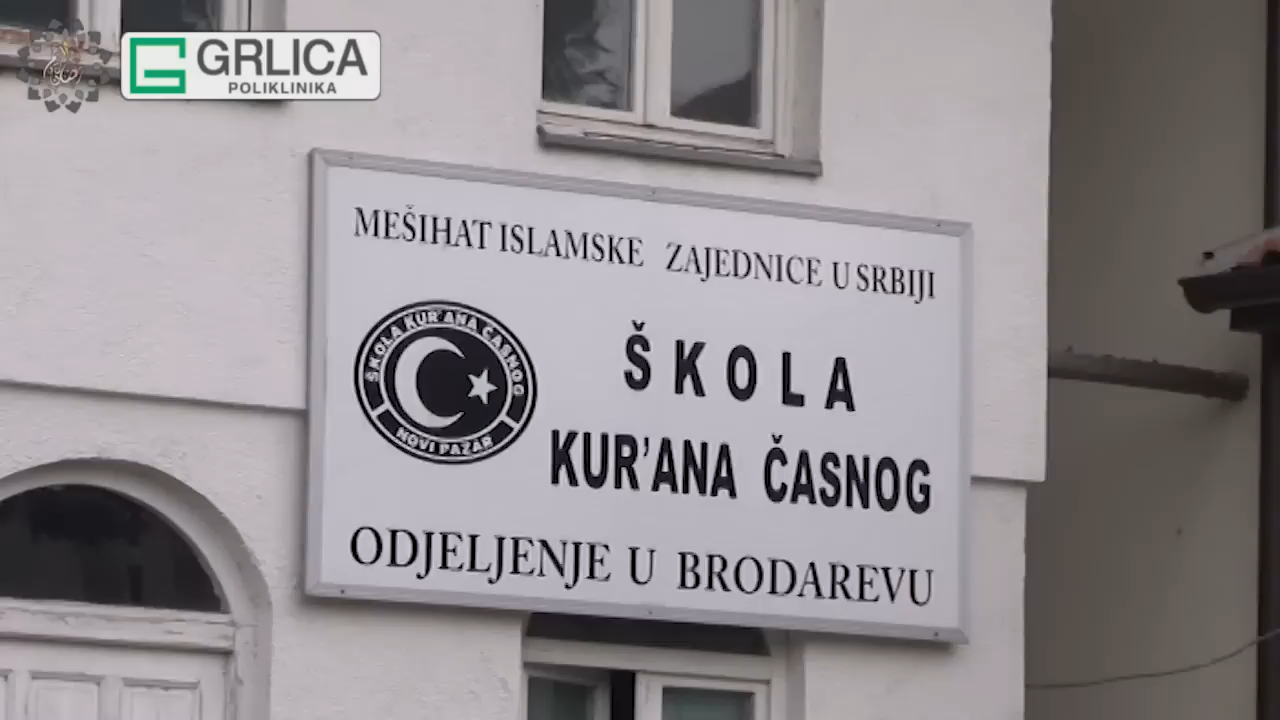 GRLICA
POLIKLINIKA
MEŠIHAT ISLAMSKE ZAJEDNICE U SRBIJI
ŠKOLA KUR'ANA ČASNOG
NOVI PAZAR
ŠKOLA
KUR'ANA ČASNOG
ODJELJENJE U BRODAREVU